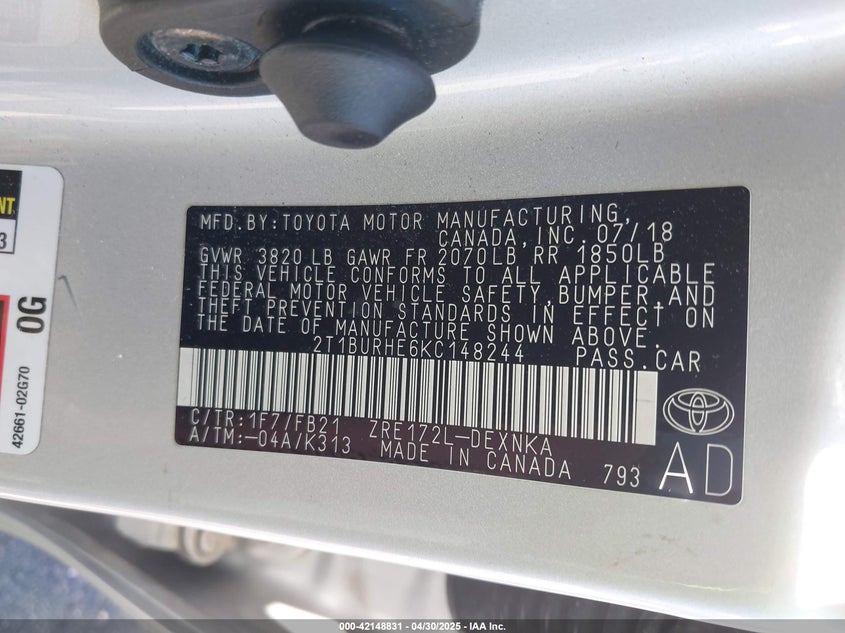 NT
3
0G
42661-02G70
MFD.BY:TOYOTA MOTOR MANUFACTURING,
CANADA,INC. 07/18
GVWR 3820 LB GAWR FR 2070LB RR 1850LB
THIS VEHICLE CONFORMS TO ALL APPLICABLE
FEDERAL MOTOR VEHICLE SAFETY,BUMPER,AND
THEFT PREVENTION STANDARDS IN EFFECT ON
THE DATE OF MANUFACTURE SHOWN ABOVE.
2T1BURHE6KC148244 PASS.CAR
C/TR:1F7/FB21 ZRE172L-DEXNKA
A/TM:-04A/K313 MADE IN CANADA 793
AD
000-42148831 / 04/30/2025 - IAA Inc.